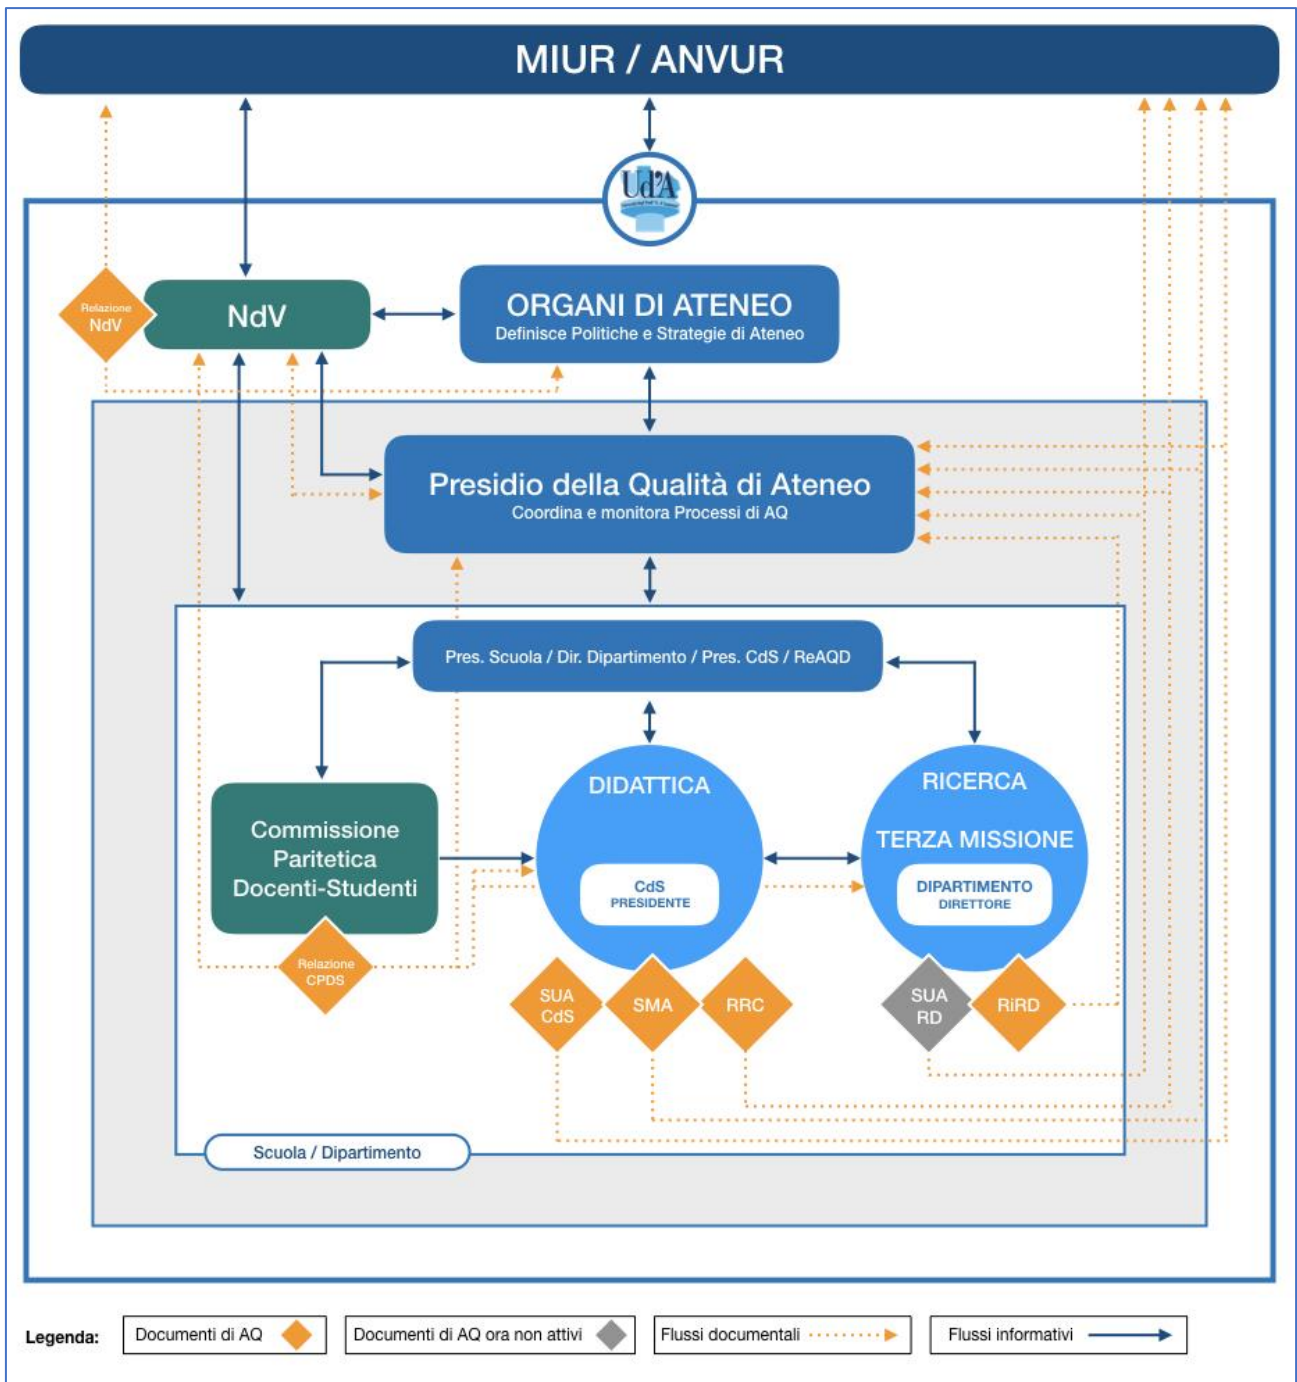 MIUR / ANVUR
Ud'A
Relazione
NdV
NdV
ORGANI DI ATENEO
Definisce Politiche e Strategie di Ateneo
Presidio della Qualità di Ateneo
Coordina e monitora Processi di AQ
Pres. Scuola / Dir. Dipartimento / Pres. CdS / ReAQD
Commissione
Paritetica
Docenti-Studenti
Relazione
CPDS
DIDATTICA
CdS
PRESIDENTE
RICERCA
TERZA MISSIONE
DIPARTIMENTO
DIRETTORE
SUA
CdS
SMA
RRC
SUA
RD
RiRD
Scuola / Dipartimento
Legenda:
Documenti di AQ
Documenti di AQ ora non attivi
Flussi documentali
Flussi informativi